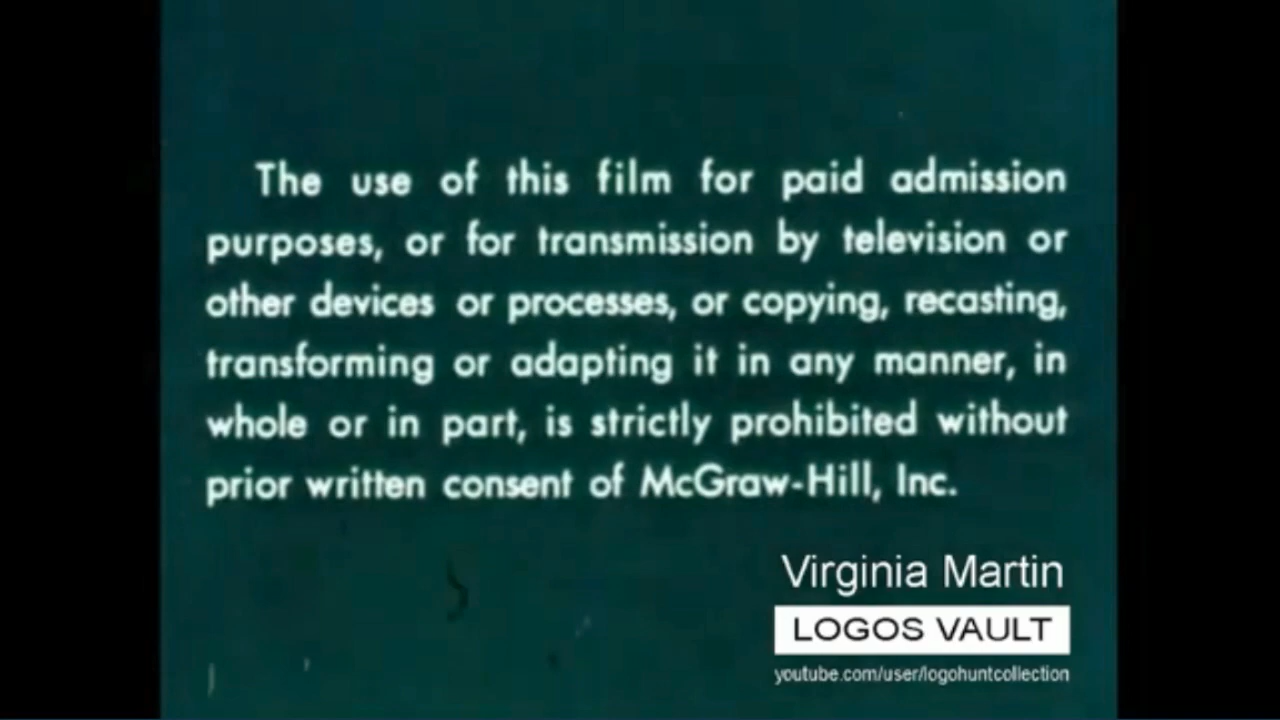 The use of this film for paid admission
purposes, or for transmission by television or
other devices or processes, or copying, recasting,
transforming or adapting it in any manner, in
whole or in part, is strictly prohibited without
prior written consent of McGraw-Hill, Inc.
Virginia Martin
LOGOS VAULT
youtube.com/user/logohuntcollection